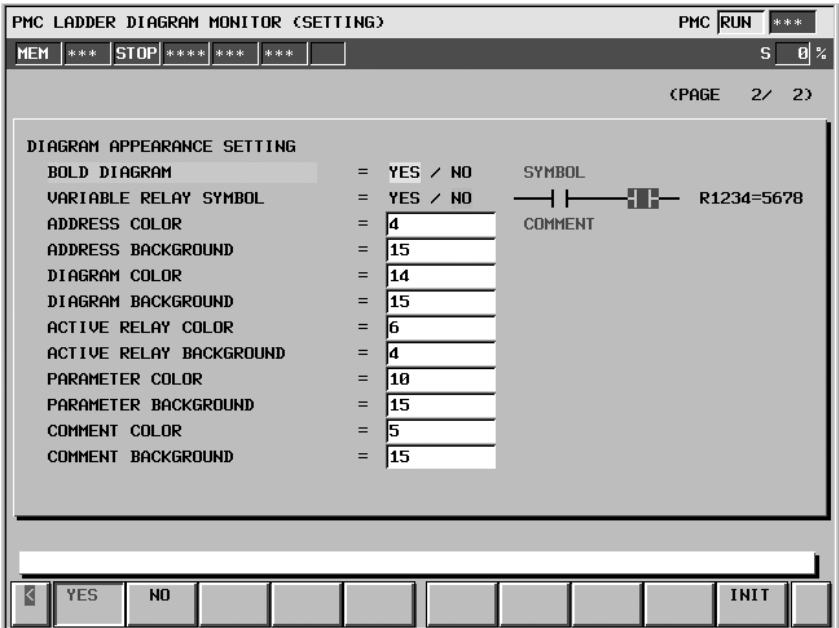 PMC LADDER DIAGRAM MONITOR (SETTING) PMC RUN ***
MEM *** STOP **** *** *** S 0 %
(PAGE 2/ 2)
DIAGRAM APPEARANCE SETTING
BOLD DIAGRAM = YES / NO SYMBOL
VARIABLE RELAY SYMBOL = YES / NO R1234=5678
ADDRESS COLOR = 4 COMMENT
ADDRESS BACKGROUND = 15
DIAGRAM COLOR = 14
DIAGRAM BACKGROUND = 15
ACTIVE RELAY COLOR = 6
ACTIVE RELAY BACKGROUND = 4
PARAMETER COLOR = 10
PARAMETER BACKGROUND = 15
COMMENT COLOR = 5
COMMENT BACKGROUND = 15
< YES NO INIT